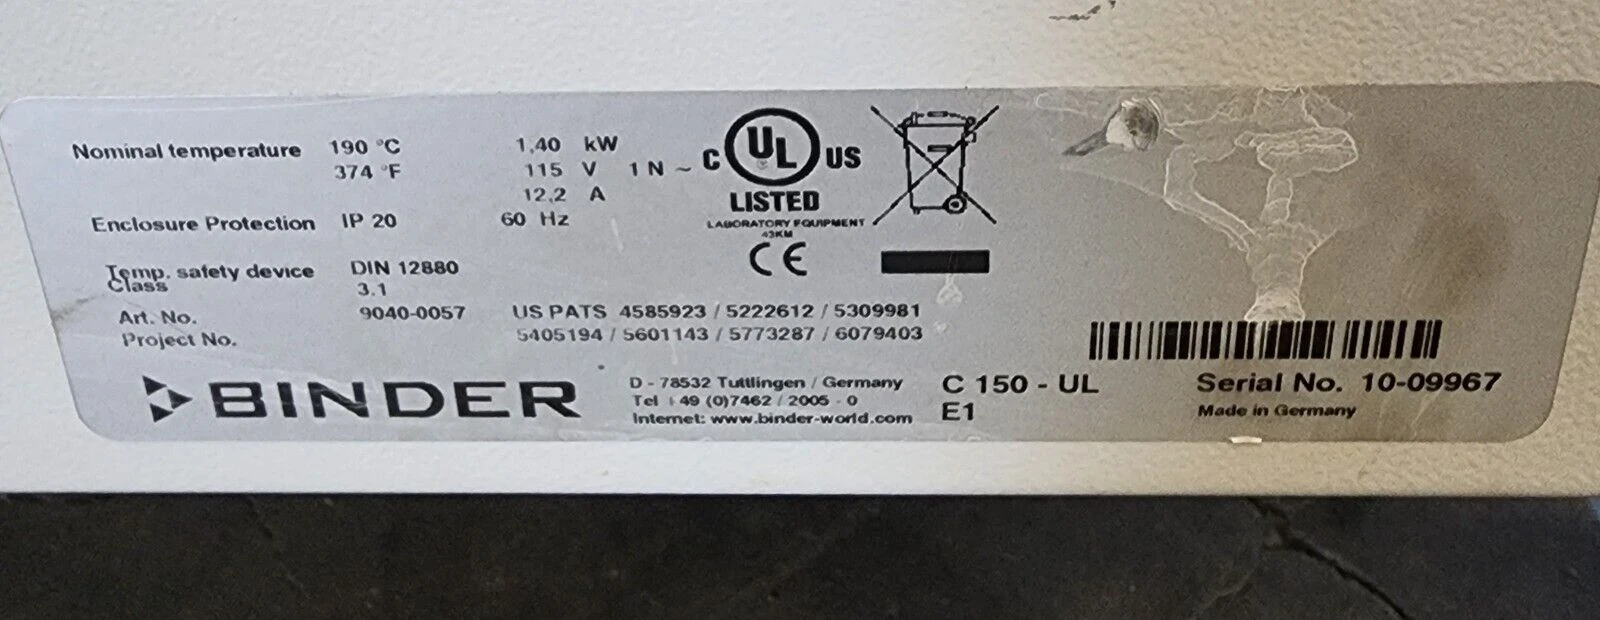 Nominal temperature 190 °C 1,40 kW
374 °F 115 V 1 N ~
12,2 A
Enclosure Protection IP 20 60 Hz
C UL US
LISTED
LABORATORY EQUIPMENT
43KM
CE
Temp. safety device DIN 12880
Class 3.1
Art. No. 9040-0057 US PATS 4585923 / 5222612 / 5309981
Project No. 5405194 / 5601143 / 5773287 / 6079403
BINDER
D - 78532 Tuttlingen / Germany
Tel + 49 (0)7462 / 2005 - 0
Internet: www.binder-world.com
C 150 - UL
E1
Serial No. 10-09967
Made in Germany